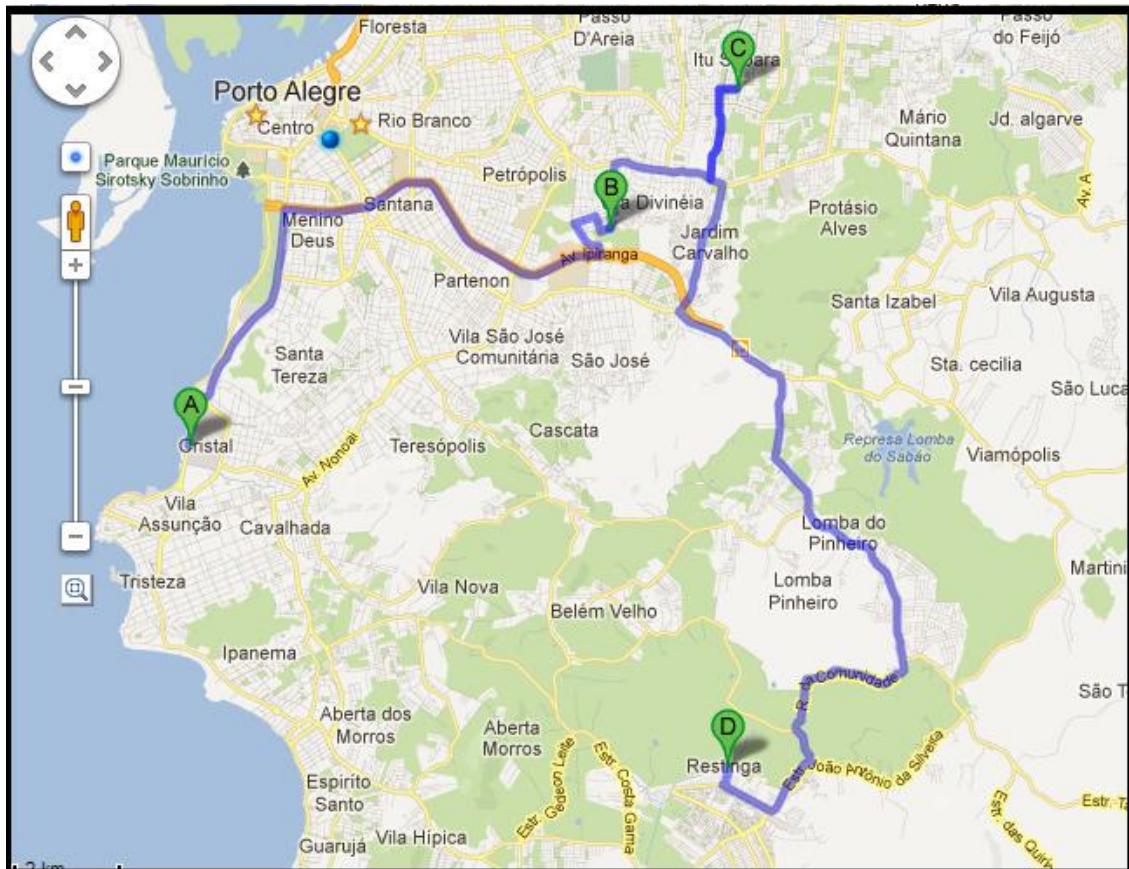 Passo
D'Areia
Passo
do Feijó
Floresta
C
Itu
Porto Alegre
Centro
Rio Branco
Mário
Quintana
Jd. algarve
Av. A
Parque Maurício
Sirotsky Sobrinho
Petrópolis
B
Divinéia
Santana
Menino
Deus
Jardim
Carvalho
Protásio
Alves
Av Ipiranga
Partenon
Santa Izabel
Vila Augusta
Vila São José
Comunitária
São José
Santa
Tereza
Sta. cecilia
São Luca
A
Cristal
Av. Nonoai
Teresópolis
Cascata
Represa Lomba
do Sabão
Viamópolis
Vila
Assunção
Cavalhada
Lomba do
Pinheiro
Tristeza
Vila Nova
Lomba
Pinheiro
Martini
Belém Velho
Ipanema
R. da Comunidade
São T
Aberta dos
Morros
Aberta
Morros
D
Restinga
Estr. João Antônio da Silveira
Estr. Gedeon Leite
Estr. Costa Gama
Espírito
Santo
Guarujá
Vila Hípica
Estr. das Quiri
Estr. Ta
2 km